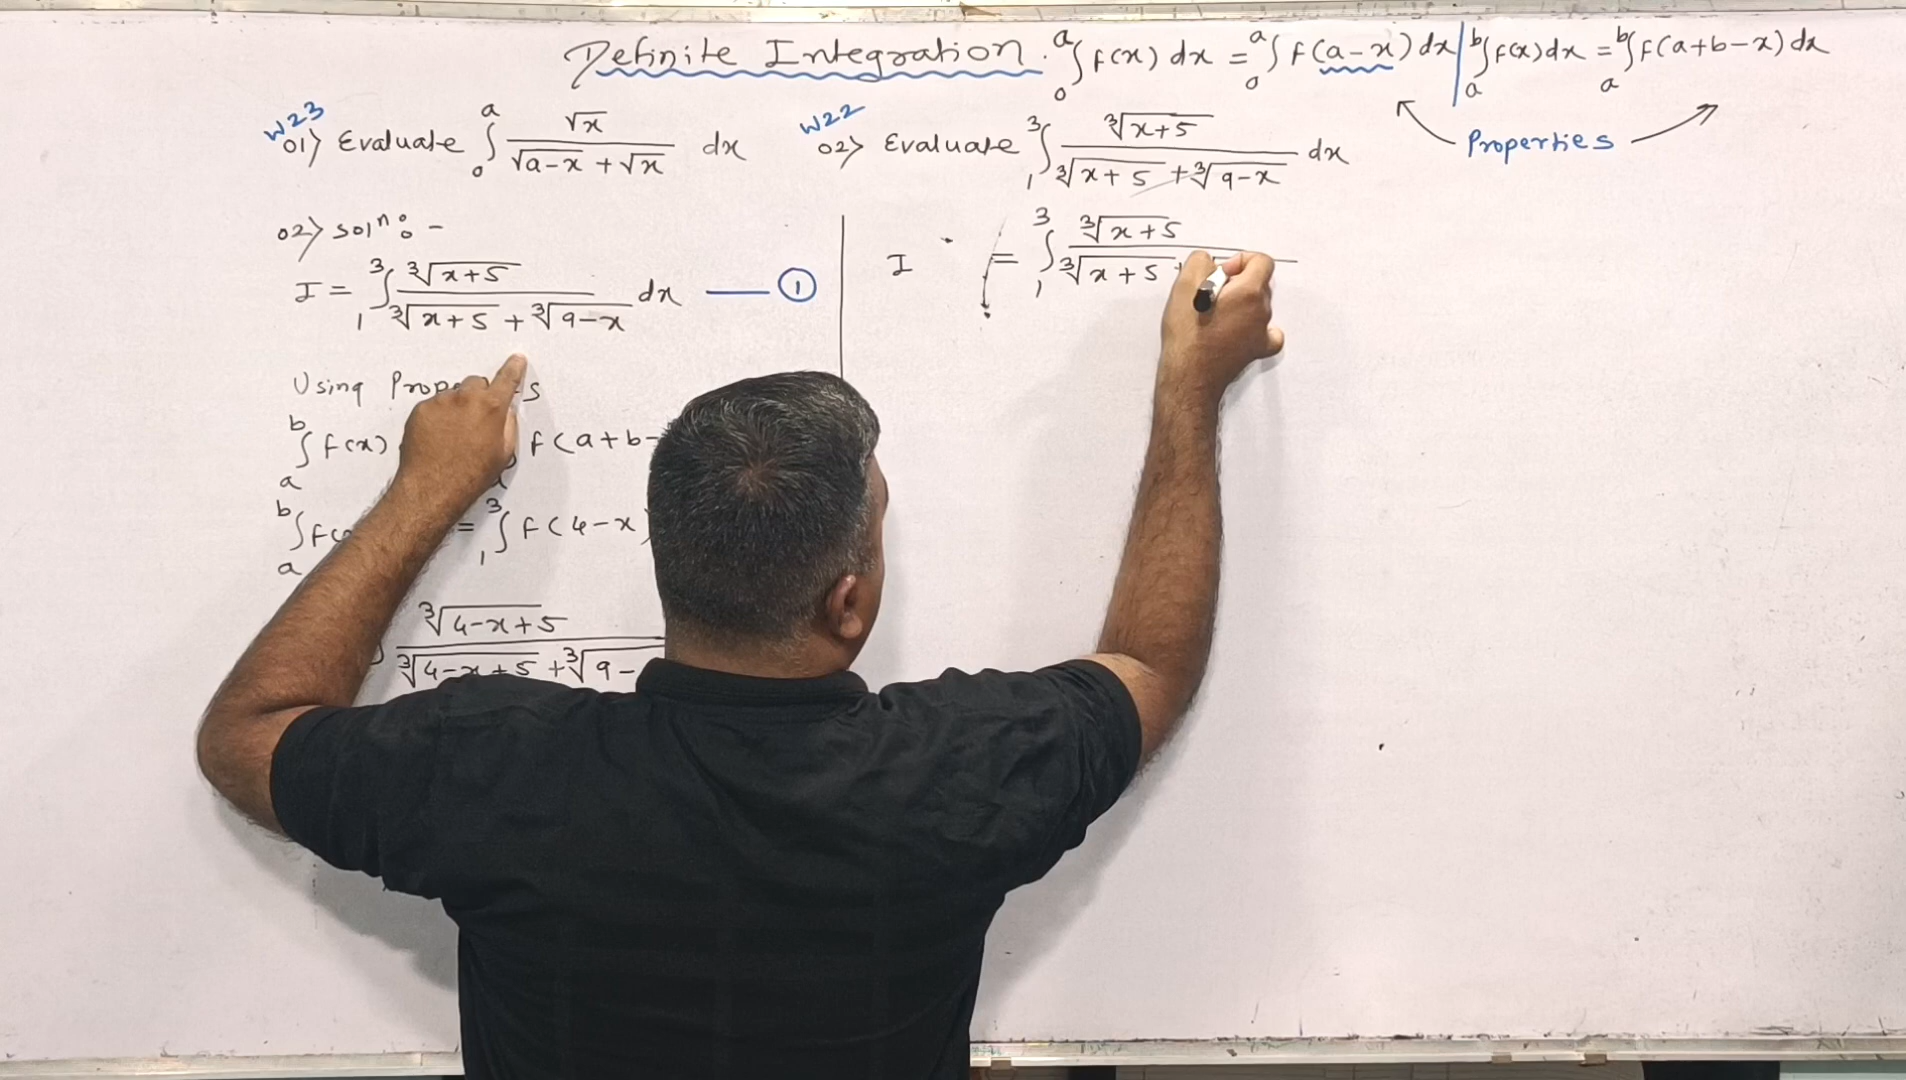 Definite Integration. ₀∫ᵃ f(x) dx = ₀∫ᵃ f(a-x) dx | ₐ∫ᵇ f(x) dx = ₐ∫ᵇ f(a+b-x) dx
Properties
W23
01) Evaluate ₀∫ᵃ √x / (√a-x + √x) dx
W22
02) Evaluate ₁∫³ ∛x+5 / (∛x+5 + ∛9-x) dx
02) solⁿ: -
I = ₁∫³ ∛x+5 / (∛x+5 + ∛9-x) dx — ①
Using
ₐ∫ᵇ f(x) f(a+b-
ₐ∫ᵇ = ₁∫³ f(4-x)
∛4-x+5 / ∛4-x+5 + ∛9-
I = ₁∫³ ∛x+5 / ∛x+5